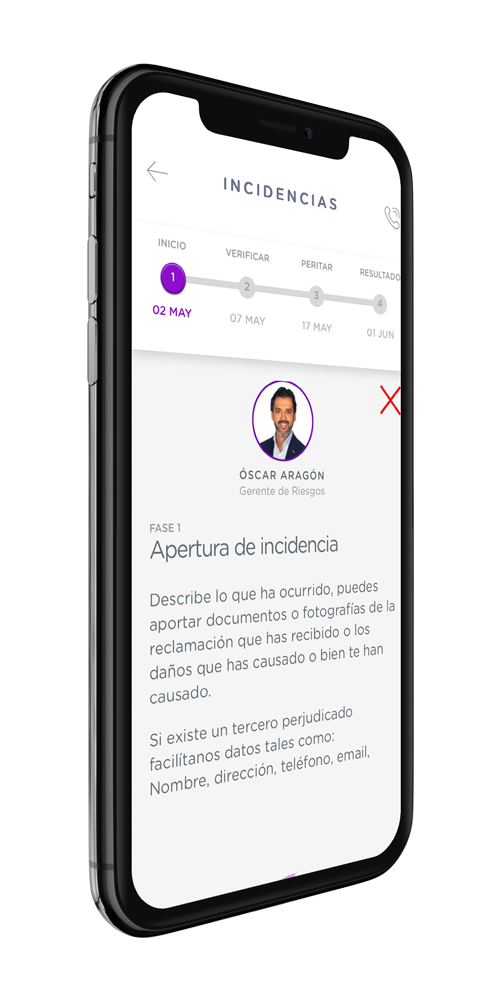 INCIDENCIAS
INICIO
VERIFICAR
PERITAR
RESULTADO
1
2
3
4
02 MAY
07 MAY
17 MAY
01 JUN
ÓSCAR ARAGÓN
Gerente de Riesgos
FASE 1
Apertura de incidencia
Describe lo que ha ocurrido, puedes
aportar documentos o fotografías de la
reclamación que has recibido o los
daños que has causado o bien te han
causado.
Si existe un tercero perjudicado
facilítanos datos tales como:
Nombre, dirección, teléfono, email,